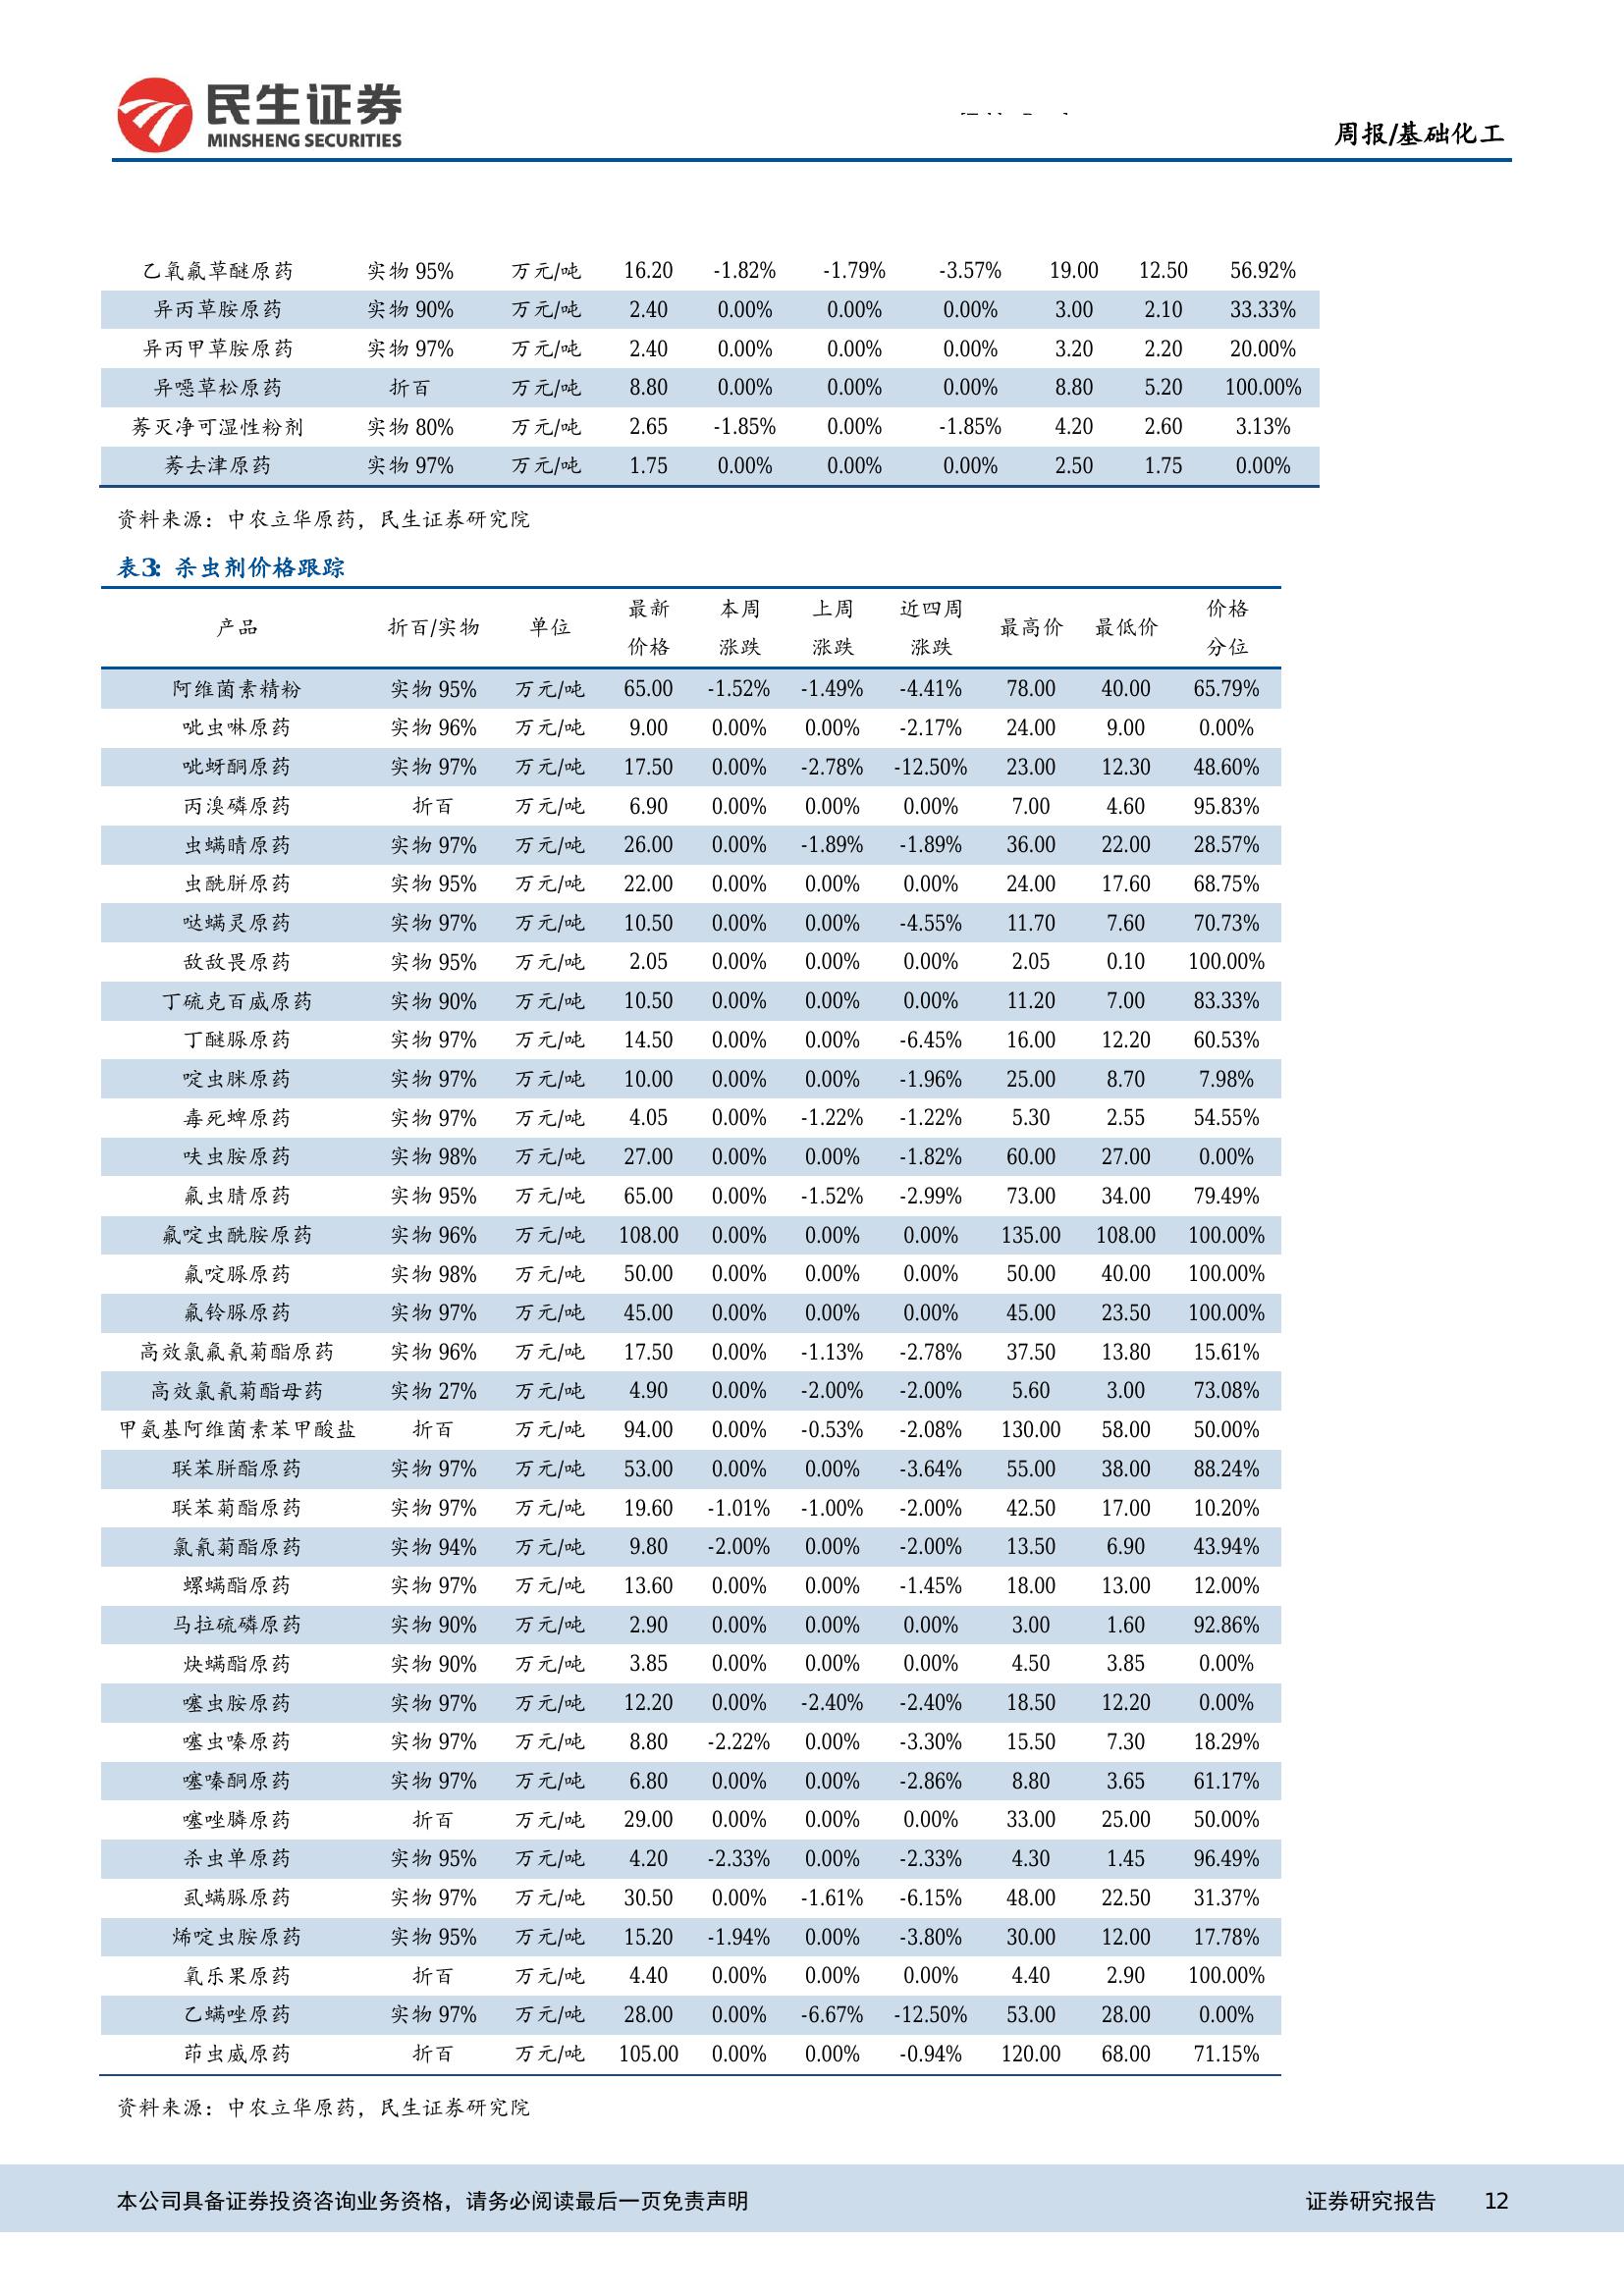 民生证券
MINSHENG SECURITIES
周报/基础化工
乙氧氟草醚原药 实物 95% 万元/吨 16.20 -1.82% -1.79% -3.57% 19.00 12.50 56.92%
异丙草胺原药 实物 90% 万元/吨 2.40 0.00% 0.00% 0.00% 3.00 2.10 33.33%
异丙甲草胺原药 实物 97% 万元/吨 2.40 0.00% 0.00% 0.00% 3.20 2.20 20.00%
异噁草松原药 折百 万元/吨 8.80 0.00% 0.00% 0.00% 8.80 5.20 100.00%
莠灭净可湿性粉剂 实物 80% 万元/吨 2.65 -1.85% 0.00% -1.85% 4.20 2.60 3.13%
莠去津原药 实物 97% 万元/吨 1.75 0.00% 0.00% 0.00% 2.50 1.75 0.00%
资料来源：中农立华原药，民生证券研究院
表3：杀虫剂价格跟踪
产品 折百/实物 单位 最新价格 本周涨跌 上周涨跌 近四周涨跌 最高价 最低价 价格分位
阿维菌素精粉 实物 95% 万元/吨 65.00 -1.52% -1.49% -4.41% 78.00 40.00 65.79%
吡虫啉原药 实物 96% 万元/吨 9.00 0.00% 0.00% -2.17% 24.00 9.00 0.00%
吡蚜酮原药 实物 97% 万元/吨 17.50 0.00% -2.78% -12.50% 23.00 12.30 48.60%
丙溴磷原药 折百 万元/吨 6.90 0.00% 0.00% 0.00% 7.00 4.60 95.83%
虫螨晴原药 实物 97% 万元/吨 26.00 0.00% -1.89% -1.89% 36.00 22.00 28.57%
虫酰肼原药 实物 95% 万元/吨 22.00 0.00% 0.00% 0.00% 24.00 17.60 68.75%
哒螨灵原药 实物 97% 万元/吨 10.50 0.00% 0.00% -4.55% 11.70 7.60 70.73%
敌敌畏原药 实物 95% 万元/吨 2.05 0.00% 0.00% 0.00% 2.05 0.10 100.00%
丁硫克百威原药 实物 90% 万元/吨 10.50 0.00% 0.00% 0.00% 11.20 7.00 83.33%
丁醚脲原药 实物 97% 万元/吨 14.50 0.00% 0.00% -6.45% 16.00 12.20 60.53%
啶虫脒原药 实物 97% 万元/吨 10.00 0.00% 0.00% -1.96% 25.00 8.70 7.98%
毒死蜱原药 实物 97% 万元/吨 4.05 0.00% -1.22% -1.22% 5.30 2.55 54.55%
呋虫胺原药 实物 98% 万元/吨 27.00 0.00% 0.00% -1.82% 60.00 27.00 0.00%
氟虫腈原药 实物 95% 万元/吨 65.00 0.00% -1.52% -2.99% 73.00 34.00 79.49%
氟啶虫酰胺原药 实物 96% 万元/吨 108.00 0.00% 0.00% 0.00% 135.00 108.00 100.00%
氟啶脲原药 实物 98% 万元/吨 50.00 0.00% 0.00% 0.00% 50.00 40.00 100.00%
氟铃脲原药 实物 97% 万元/吨 45.00 0.00% 0.00% 0.00% 45.00 23.50 100.00%
高效氯氟氰菊酯原药 实物 96% 万元/吨 17.50 0.00% -1.13% -2.78% 37.50 13.80 15.61%
高效氯氰菊酯母药 实物 27% 万元/吨 4.90 0.00% -2.00% -2.00% 5.60 3.00 73.08%
甲氨基阿维菌素苯甲酸盐 折百 万元/吨 94.00 0.00% -0.53% -2.08% 130.00 58.00 50.00%
联苯肼酯原药 实物 97% 万元/吨 53.00 0.00% 0.00% -3.64% 55.00 38.00 88.24%
联苯菊酯原药 实物 97% 万元/吨 19.60 -1.01% -1.00% -2.00% 42.50 17.00 10.20%
氯氰菊酯原药 实物 94% 万元/吨 9.80 -2.00% 0.00% -2.00% 13.50 6.90 43.94%
螺螨酯原药 实物 97% 万元/吨 13.60 0.00% 0.00% -1.45% 18.00 13.00 12.00%
马拉硫磷原药 实物 90% 万元/吨 2.90 0.00% 0.00% 0.00% 3.00 1.60 92.86%
炔螨酯原药 实物 90% 万元/吨 3.85 0.00% 0.00% 0.00% 4.50 3.85 0.00%
噻虫胺原药 实物 97% 万元/吨 12.20 0.00% -2.40% -2.40% 18.50 12.20 0.00%
噻虫嗪原药 实物 97% 万元/吨 8.80 -2.22% 0.00% -3.30% 15.50 7.30 18.29%
噻嗪酮原药 实物 97% 万元/吨 6.80 0.00% 0.00% -2.86% 8.80 3.65 61.17%
噻唑膦原药 折百 万元/吨 29.00 0.00% 0.00% 0.00% 33.00 25.00 50.00%
杀虫单原药 实物 95% 万元/吨 4.20 -2.33% 0.00% -2.33% 4.30 1.45 96.49%
虱螨脲原药 实物 97% 万元/吨 30.50 0.00% -1.61% -6.15% 48.00 22.50 31.37%
烯啶虫胺原药 实物 95% 万元/吨 15.20 -1.94% 0.00% -3.80% 30.00 12.00 17.78%
氧乐果原药 折百 万元/吨 4.40 0.00% 0.00% 0.00% 4.40 2.90 100.00%
乙螨唑原药 实物 97% 万元/吨 28.00 0.00% -6.67% -12.50% 53.00 28.00 0.00%
茚虫威原药 折百 万元/吨 105.00 0.00% 0.00% -0.94% 120.00 68.00 71.15%
资料来源：中农立华原药，民生证券研究院
本公司具备证券投资咨询业务资格，请务必阅读最后一页免责声明 证券研究报告 12